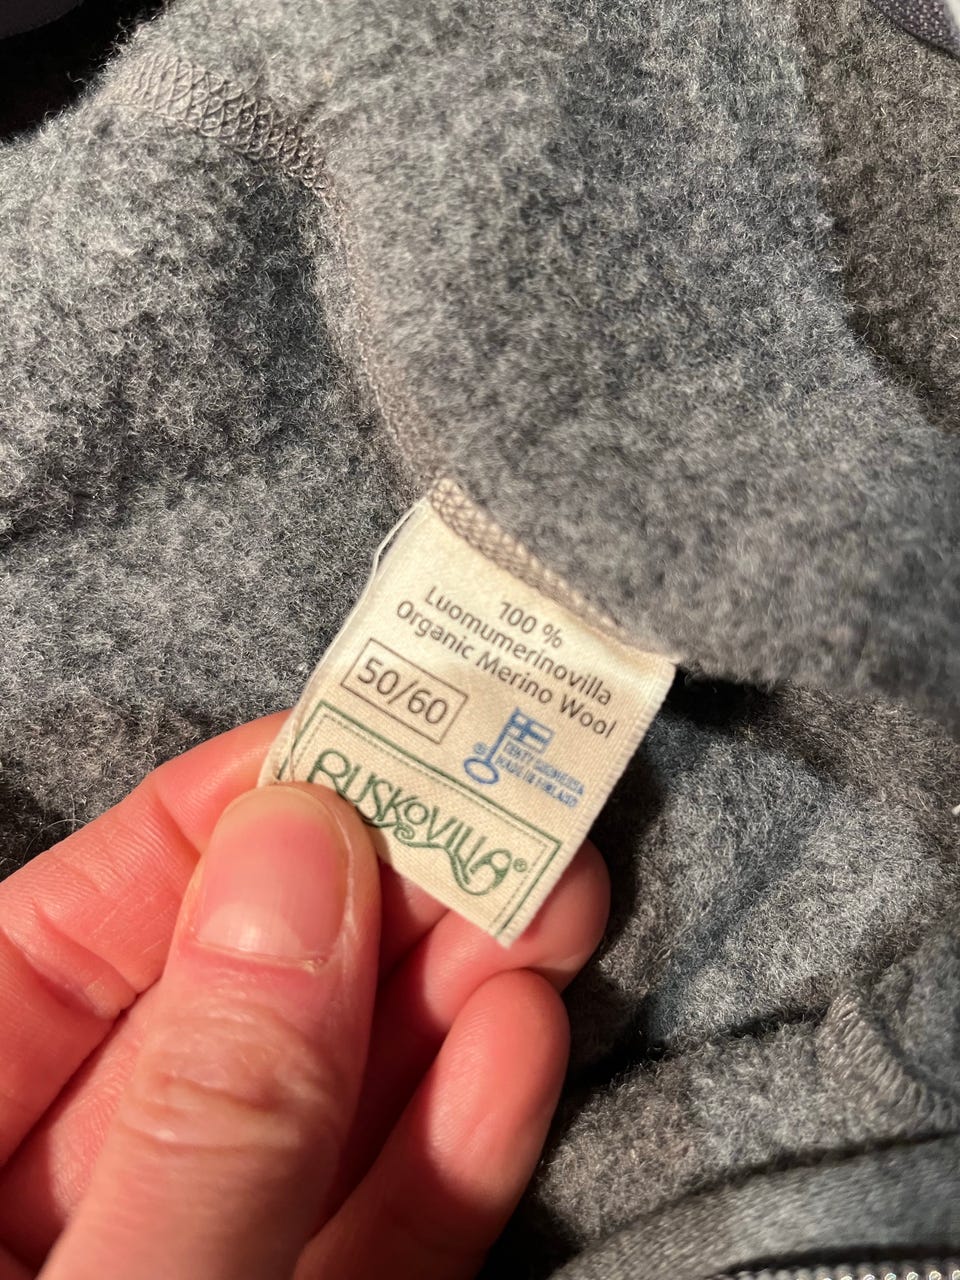 100 %
Luomumerinovilla
Organic Merino Wool
50/60
®
MADE IN FINLAND
RUSKOVILLA®